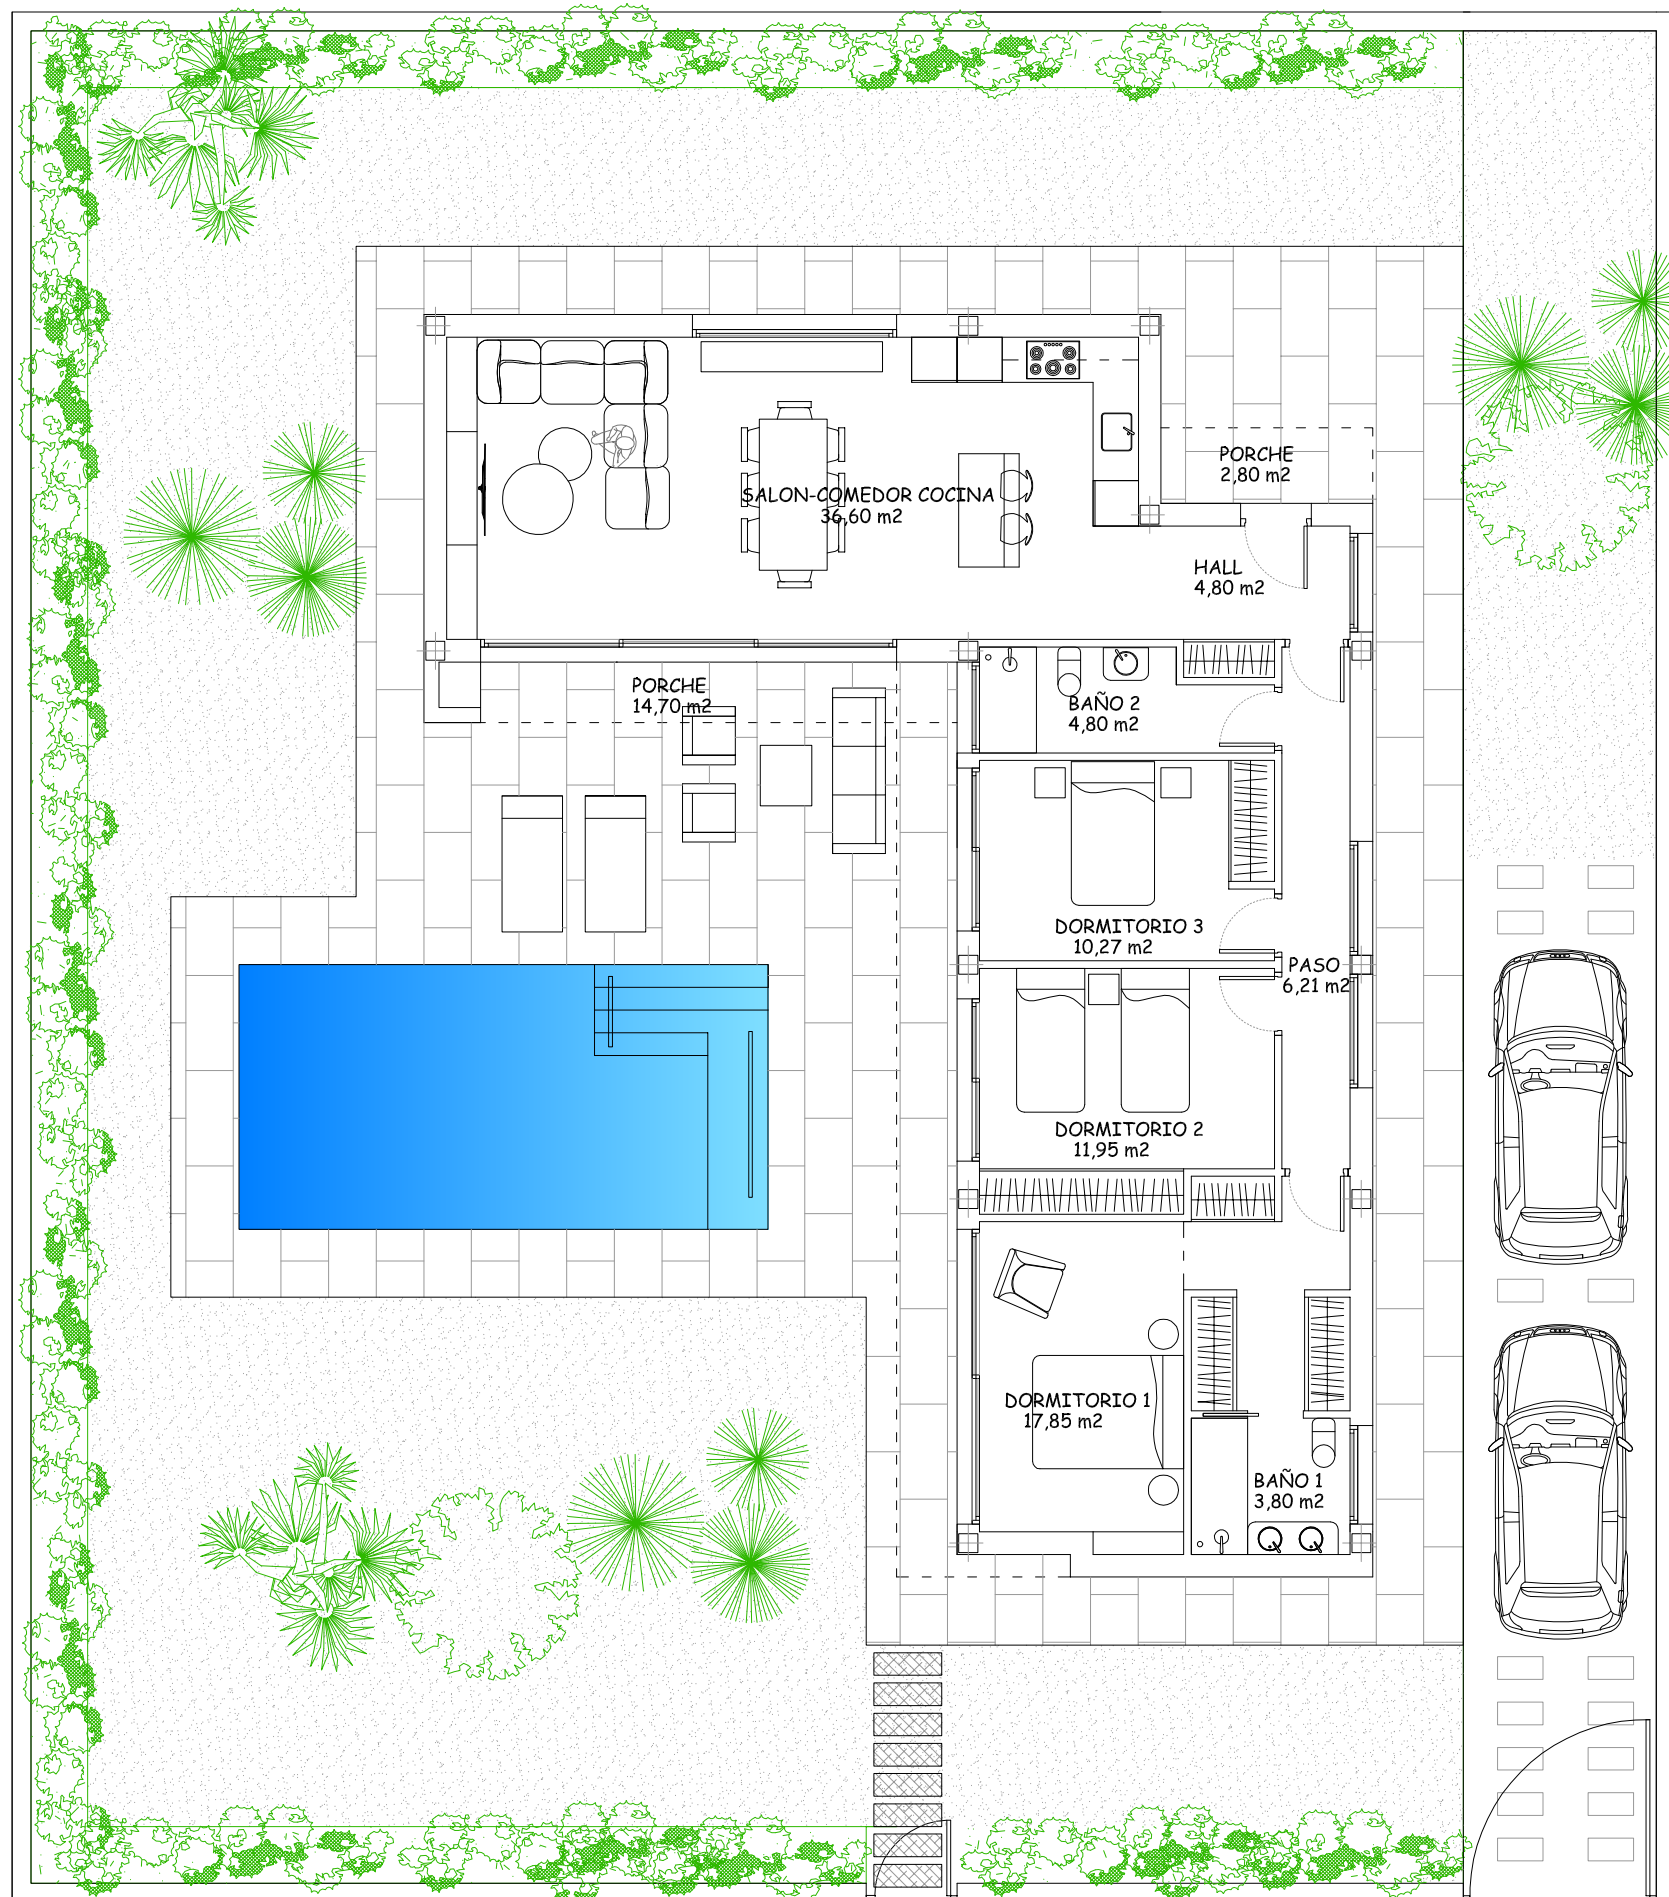 PORCHE
2,80 m2
SALON-COMEDOR COCINA
36,60 m2
HALL
4,80 m2
PORCHE
14,70 m2
BAÑO 2
4,80 m2
DORMITORIO 3
10,27 m2
PASO
6,21 m2
DORMITORIO 2
11,95 m2
DORMITORIO 1
17,85 m2
BAÑO 1
3,80 m2